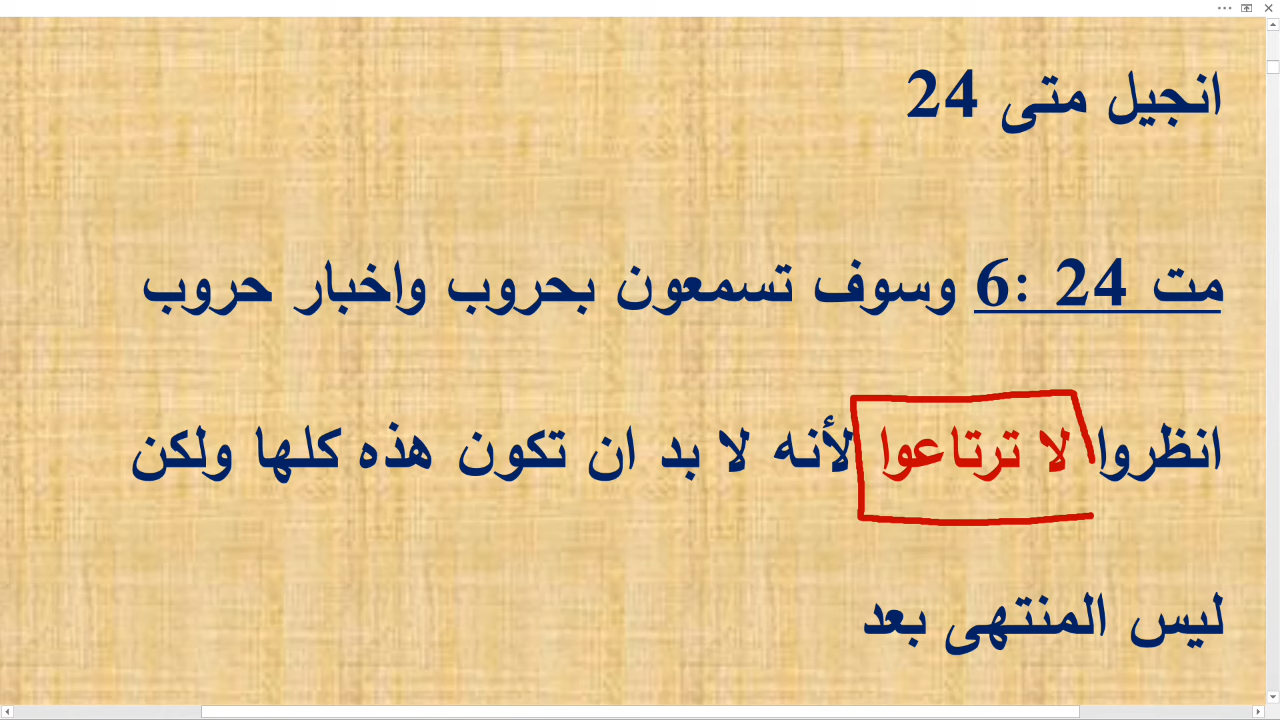 انجيل متى 24
مت 24 :6 وسوف تسمعون بحروب واخبار حروب
انظروا لا ترتاعوا لأنه لا بد ان تكون هذه كلها ولكن
ليس المنتهى بعد